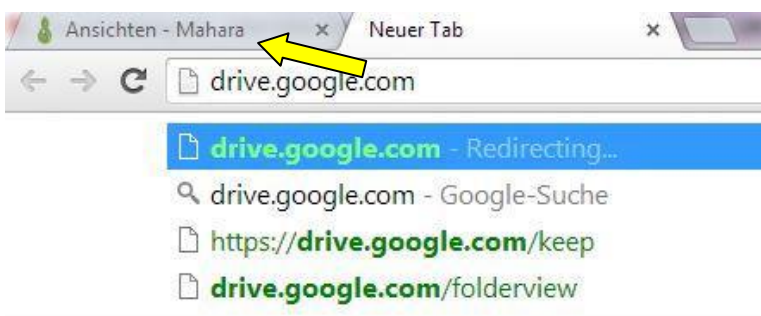 Ansichten - Mahara Neuer Tab
drive.google.com
drive.google.com - Redirecting...
drive.google.com - Google-Suche
https://drive.google.com/keep
drive.google.com/folderview